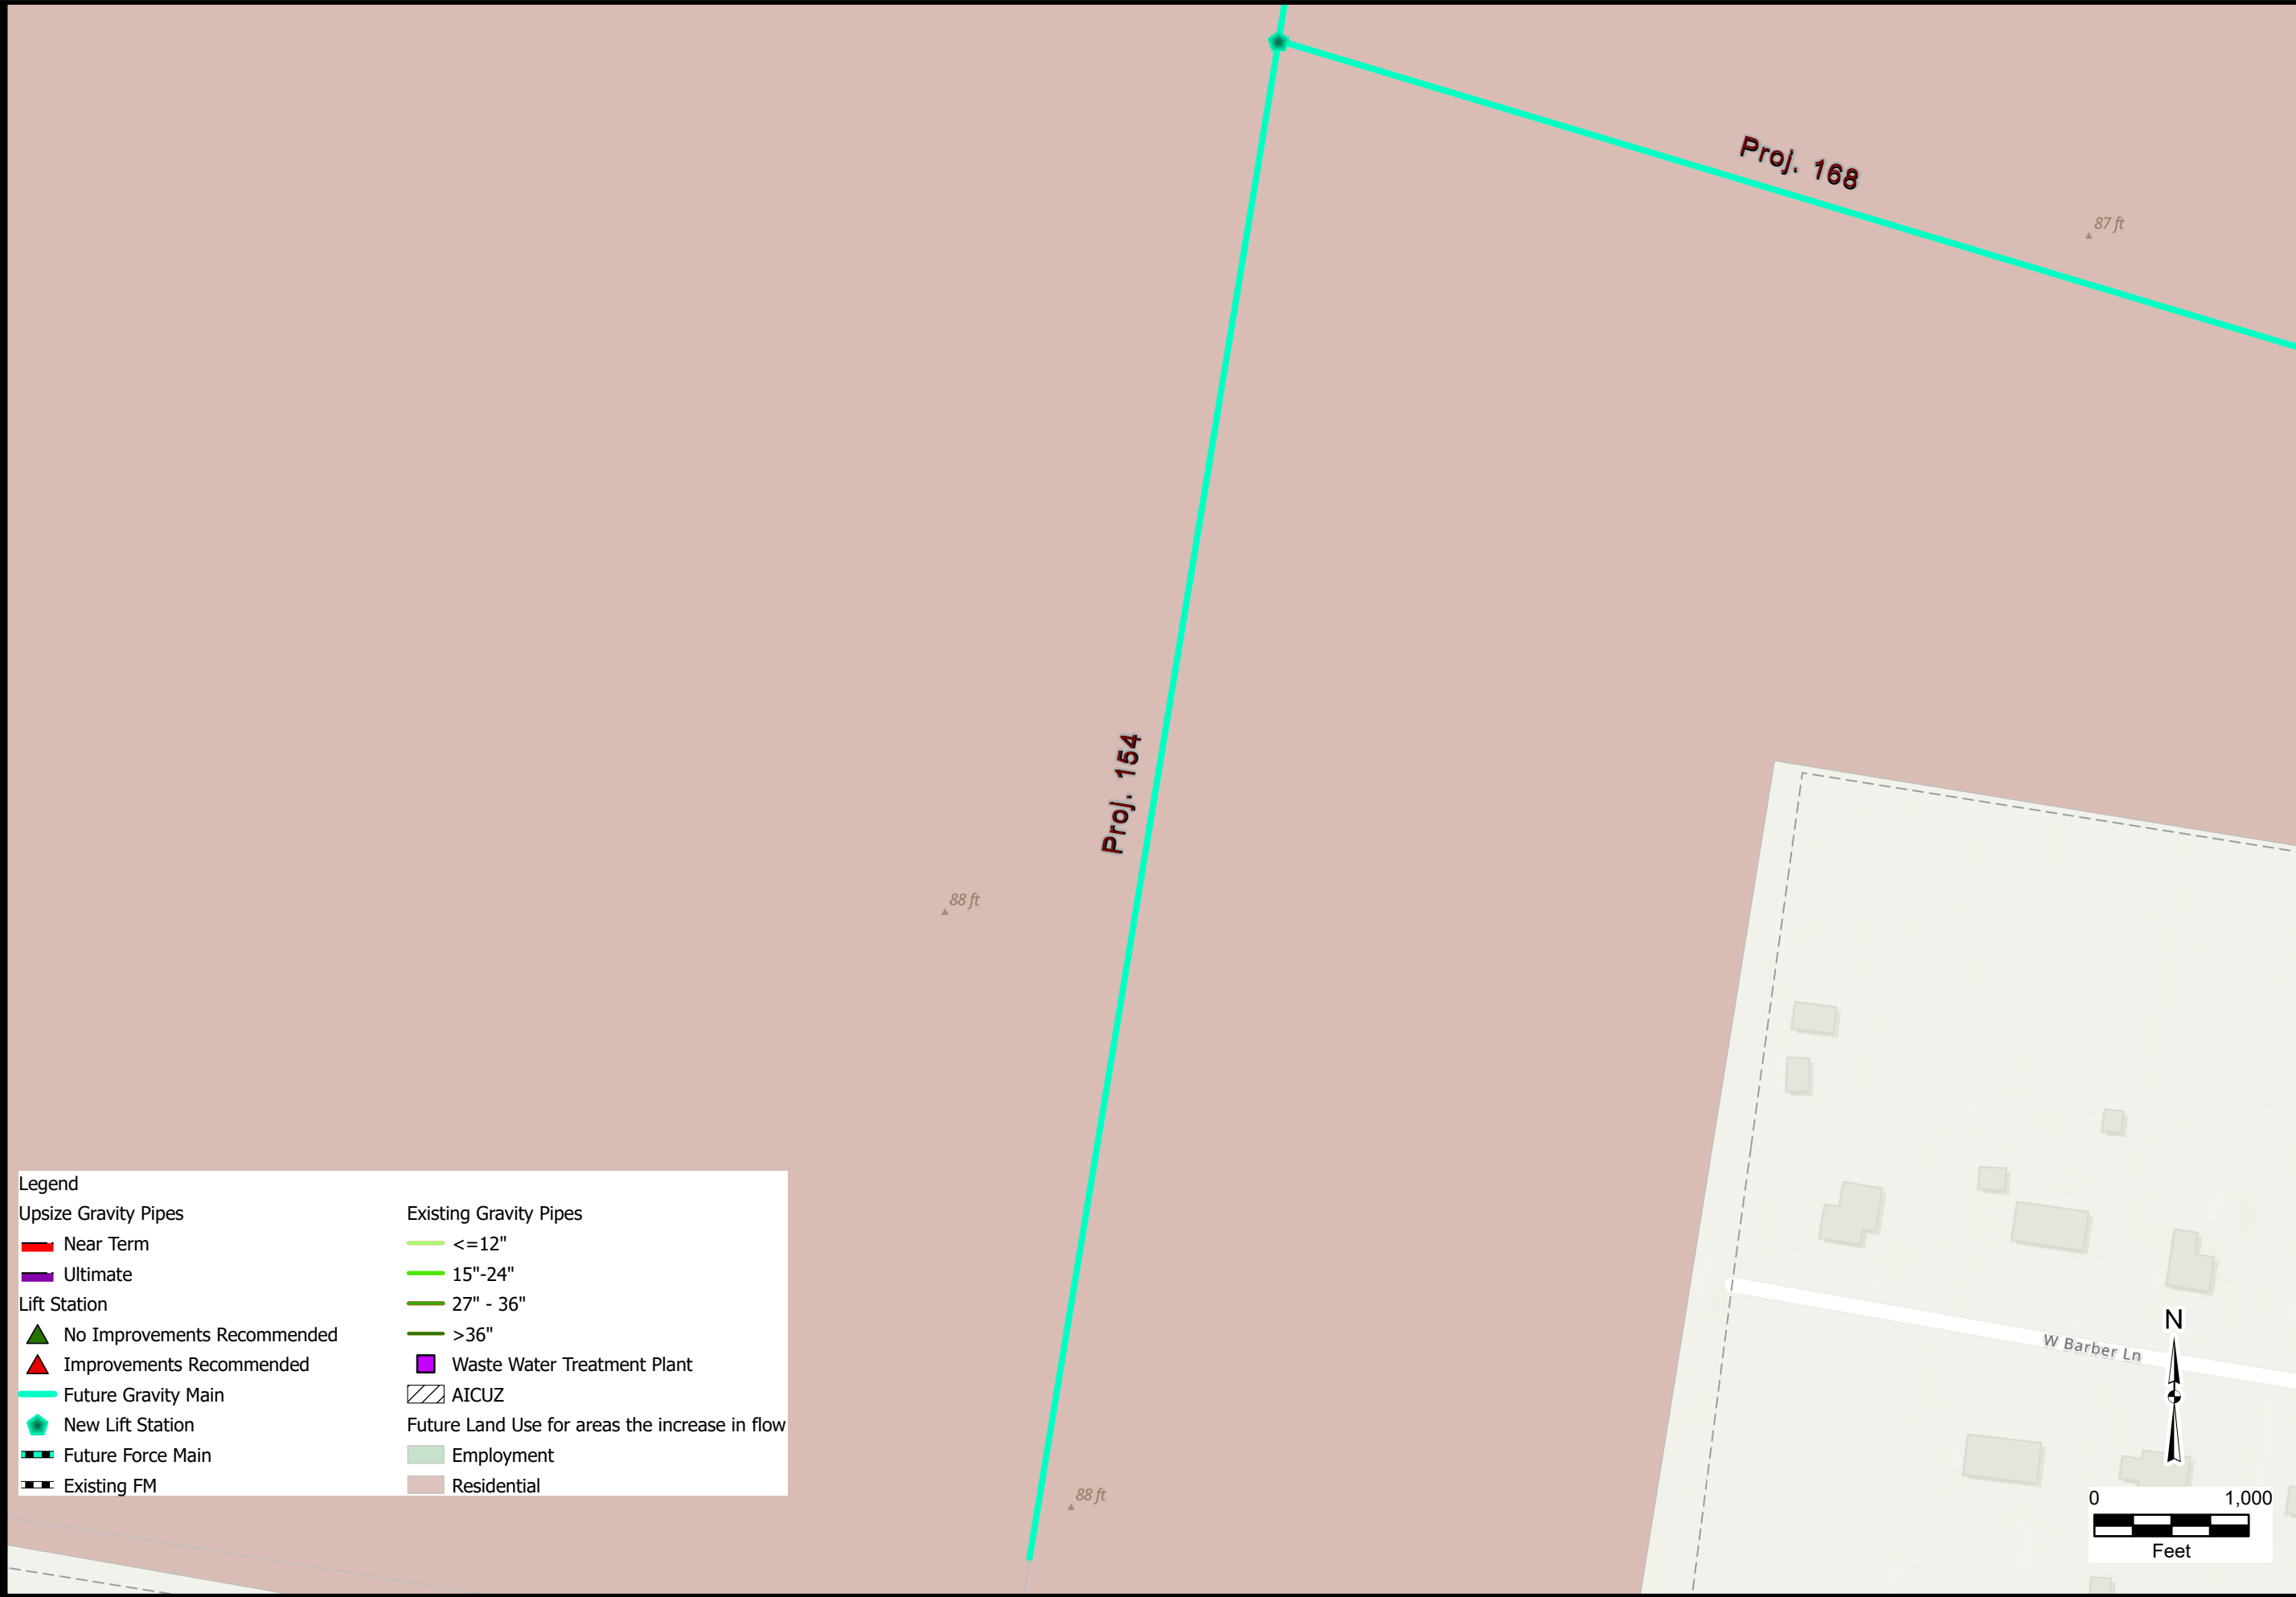 Proj. 168
87 ft
Proj. 154
88 ft
88 ft
W Barber Ln
Legend
Upsize Gravity Pipes
Near Term
Ultimate
Lift Station
No Improvements Recommended
Improvements Recommended
Future Gravity Main
New Lift Station
Future Force Main
Existing FM
Existing Gravity Pipes
<=12"
15"-24"
27" - 36"
>36"
Waste Water Treatment Plant
AICUZ
Future Land Use for areas the increase in flow
Employment
Residential
N
0 1,000
Feet